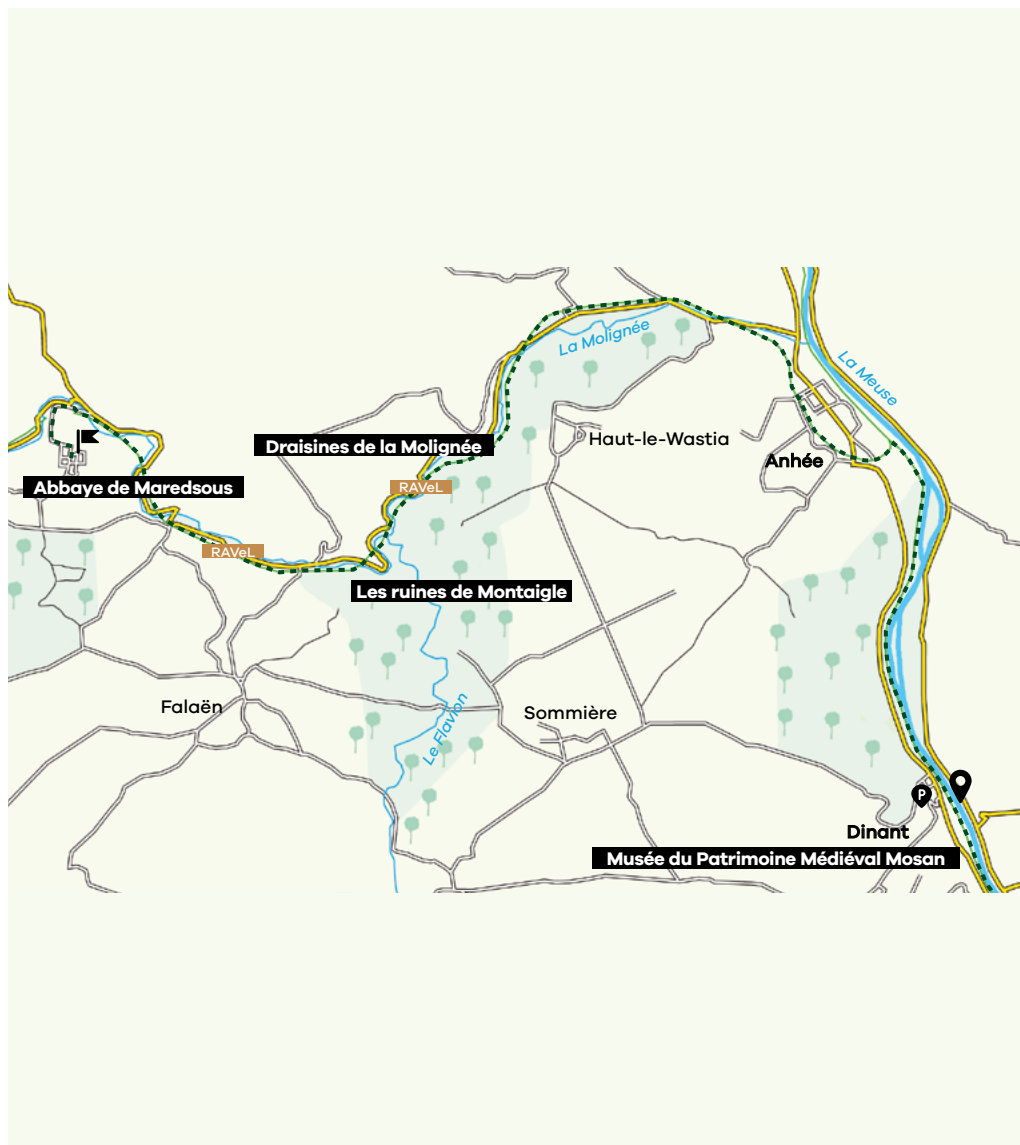 La Molignée
La Meuse
Haut-le-Wastia
Draisines de la Molignée
Anhée
Abbaye de Maredsous
RAVeL
RAVeL
Les ruines de Montaigle
Falaën
Le Flavion
Sommière
P
Dinant
Musée du Patrimoine Médiéval Mosan